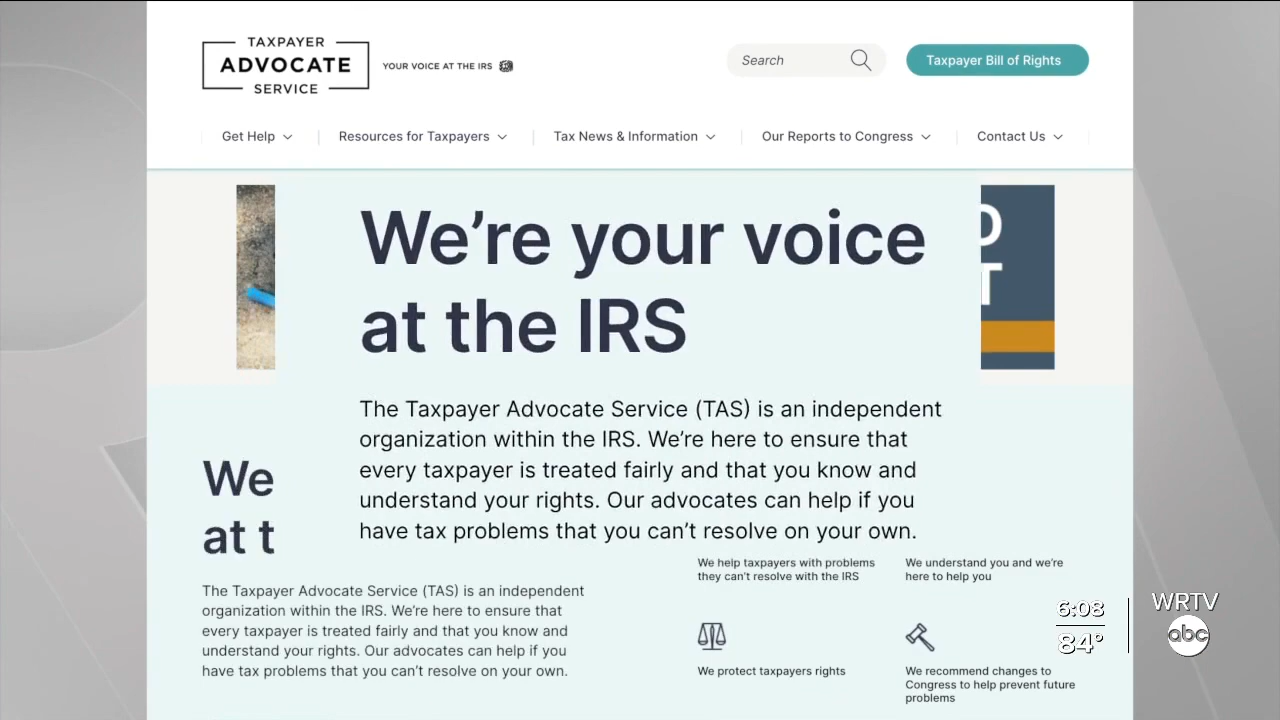 TAXPAYER
ADVOCATE
SERVICE
YOUR VOICE AT THE IRS
Search
Taxpayer Bill of Rights
Get Help
Resources for Taxpayers
Tax News & Information
Our Reports to Congress
Contact Us
We’re your voice
at the IRS
The Taxpayer Advocate Service (TAS) is an independent
organization within the IRS. We’re here to ensure that
every taxpayer is treated fairly and that you know and
understand your rights. Our advocates can help if you
have tax problems that you can’t resolve on your own.
We
at t
The Taxpayer Advocate Service (TAS) is an independent
organization within the IRS. We’re here to ensure that
every taxpayer is treated fairly and that you know and
understand your rights. Our advocates can help if you
have tax problems that you can’t resolve on your own.
We help taxpayers with problems
they can’t resolve with the IRS
We understand you and we’re
here to help you
We protect taxpayers rights
We recommend changes to
Congress to help prevent future
problems
6:08
84°
WRTV
abc